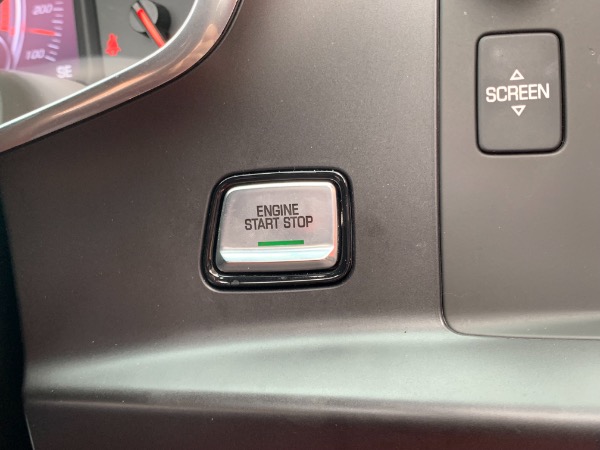 200
100
SE
SCREEN
ENGINE
START STOP